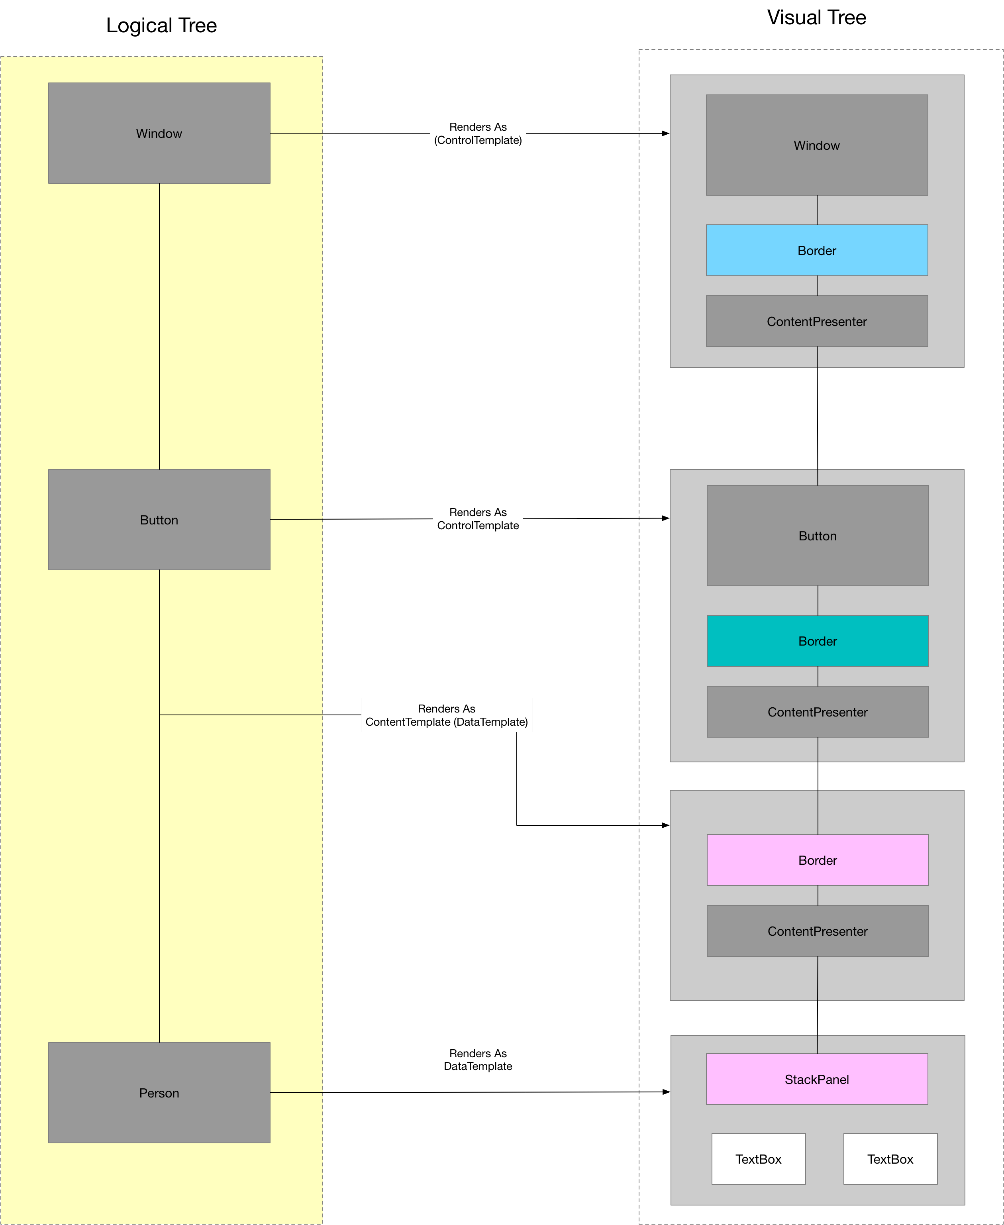 Logical Tree
Visual Tree
Window
Renders As
(ControlTemplate)
Window
Border
ContentPresenter
Button
Renders As
ControlTemplate
Button
Border
ContentPresenter
Renders As
ContentTemplate (DataTemplate)
Border
ContentPresenter
Person
Renders As
DataTemplate
StackPanel
TextBox
TextBox